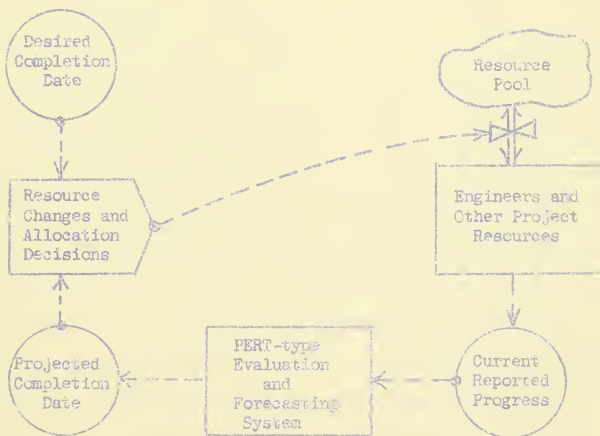 Desired
Completion
Date
Resource
Pool
Resource
Changes and
Allocation
Decisions
Engineers and
Other Project
Resources
Projected
Completion
Date
PERT-type
Evaluation
and
Forecasting
System
Current
Reported
Progress